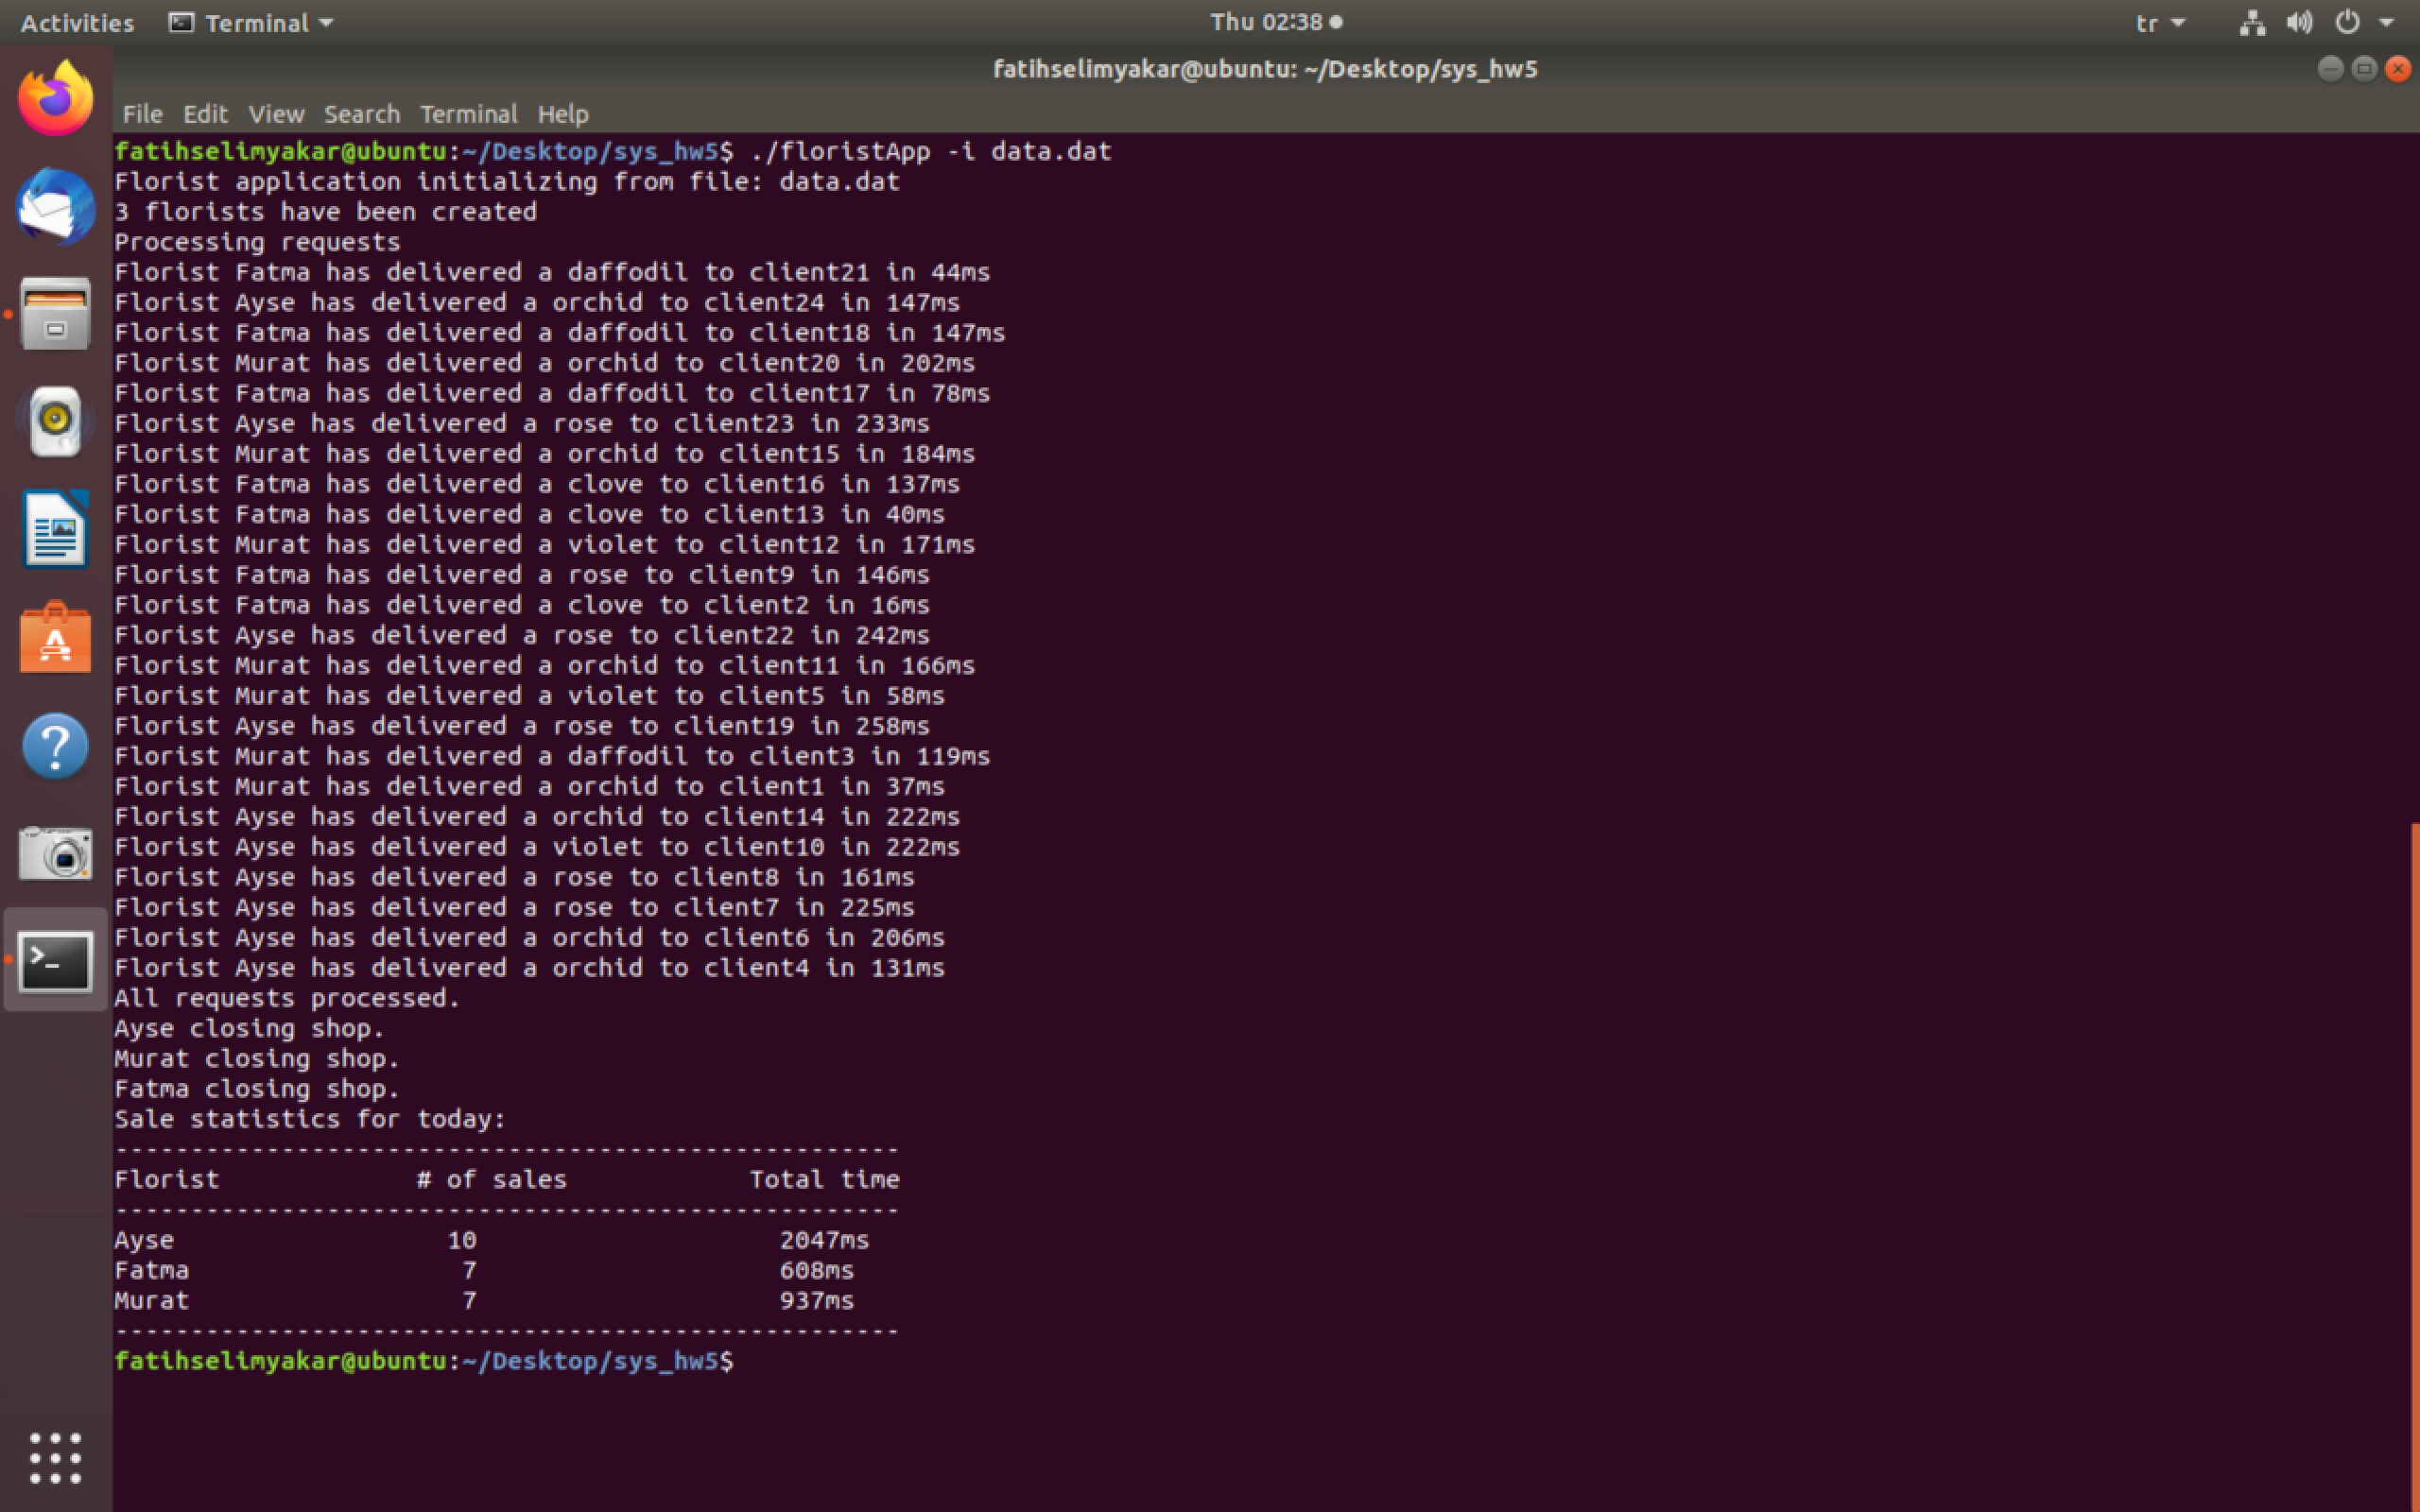 Activities Terminal Thu 02:38 tr
fatihselimyakar@ubuntu: ~/Desktop/sys_hw5
File Edit View Search Terminal Help
fatihselimyakar@ubuntu:~/Desktop/sys_hw5$ ./floristApp -i data.dat
Florist application initializing from file: data.dat
3 florists have been created
Processing requests
Florist Fatma has delivered a daffodil to client21 in 44ms
Florist Ayse has delivered a orchid to client24 in 147ms
Florist Fatma has delivered a daffodil to client18 in 147ms
Florist Murat has delivered a orchid to client20 in 202ms
Florist Fatma has delivered a daffodil to client17 in 78ms
Florist Ayse has delivered a rose to client23 in 233ms
Florist Murat has delivered a orchid to client15 in 184ms
Florist Fatma has delivered a clove to client16 in 137ms
Florist Fatma has delivered a clove to client13 in 40ms
Florist Murat has delivered a violet to client12 in 171ms
Florist Fatma has delivered a rose to client9 in 146ms
Florist Fatma has delivered a clove to client2 in 16ms
Florist Ayse has delivered a rose to client22 in 242ms
Florist Murat has delivered a orchid to client11 in 166ms
Florist Murat has delivered a violet to client5 in 58ms
Florist Ayse has delivered a rose to client19 in 258ms
Florist Murat has delivered a daffodil to client3 in 119ms
Florist Murat has delivered a orchid to client1 in 37ms
Florist Ayse has delivered a orchid to client14 in 222ms
Florist Ayse has delivered a violet to client10 in 222ms
Florist Ayse has delivered a rose to client8 in 161ms
Florist Ayse has delivered a rose to client7 in 225ms
Florist Ayse has delivered a orchid to client6 in 206ms
Florist Ayse has delivered a orchid to client4 in 131ms
All requests processed.
Ayse closing shop.
Murat closing shop.
Fatma closing shop.
Sale statistics for today:
----------------------------------------------------
Florist # of sales Total time
----------------------------------------------------
Ayse 10 2047ms
Fatma 7 608ms
Murat 7 937ms
----------------------------------------------------
fatihselimyakar@ubuntu:~/Desktop/sys_hw5$